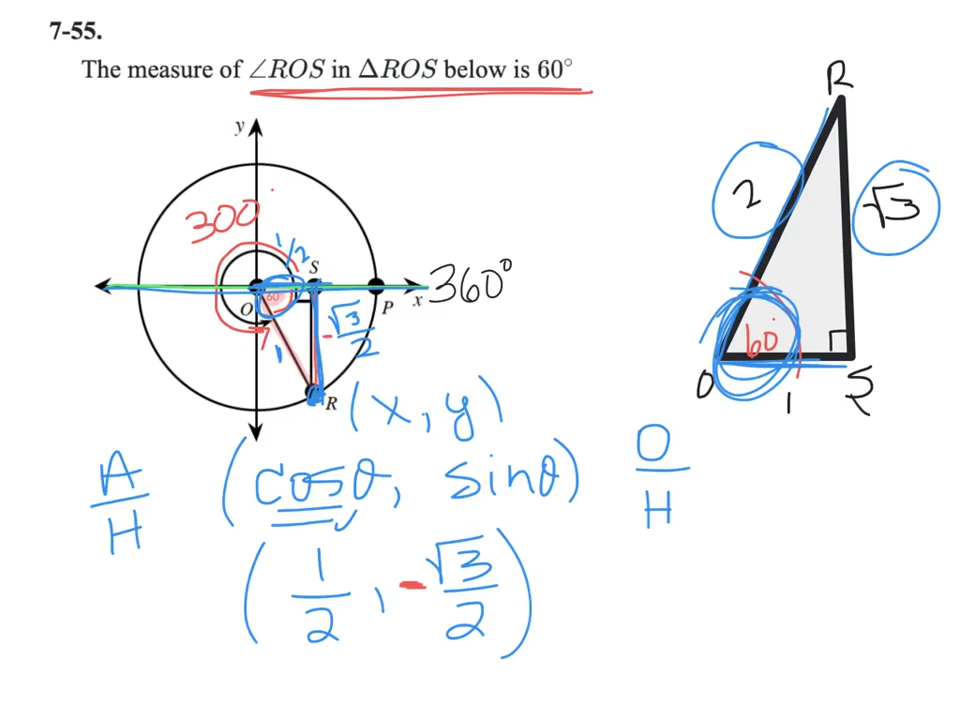 7-55.
The measure of ∠ROS in ΔROS below is 60°
R
2
√3
60°
O
S
1
y
300°
1/2
S
360°
60
O
P
x
-√3/2
1
R
(x, y)
A/H
(cosθ, sinθ)
O/H
(1/2, -√3/2)